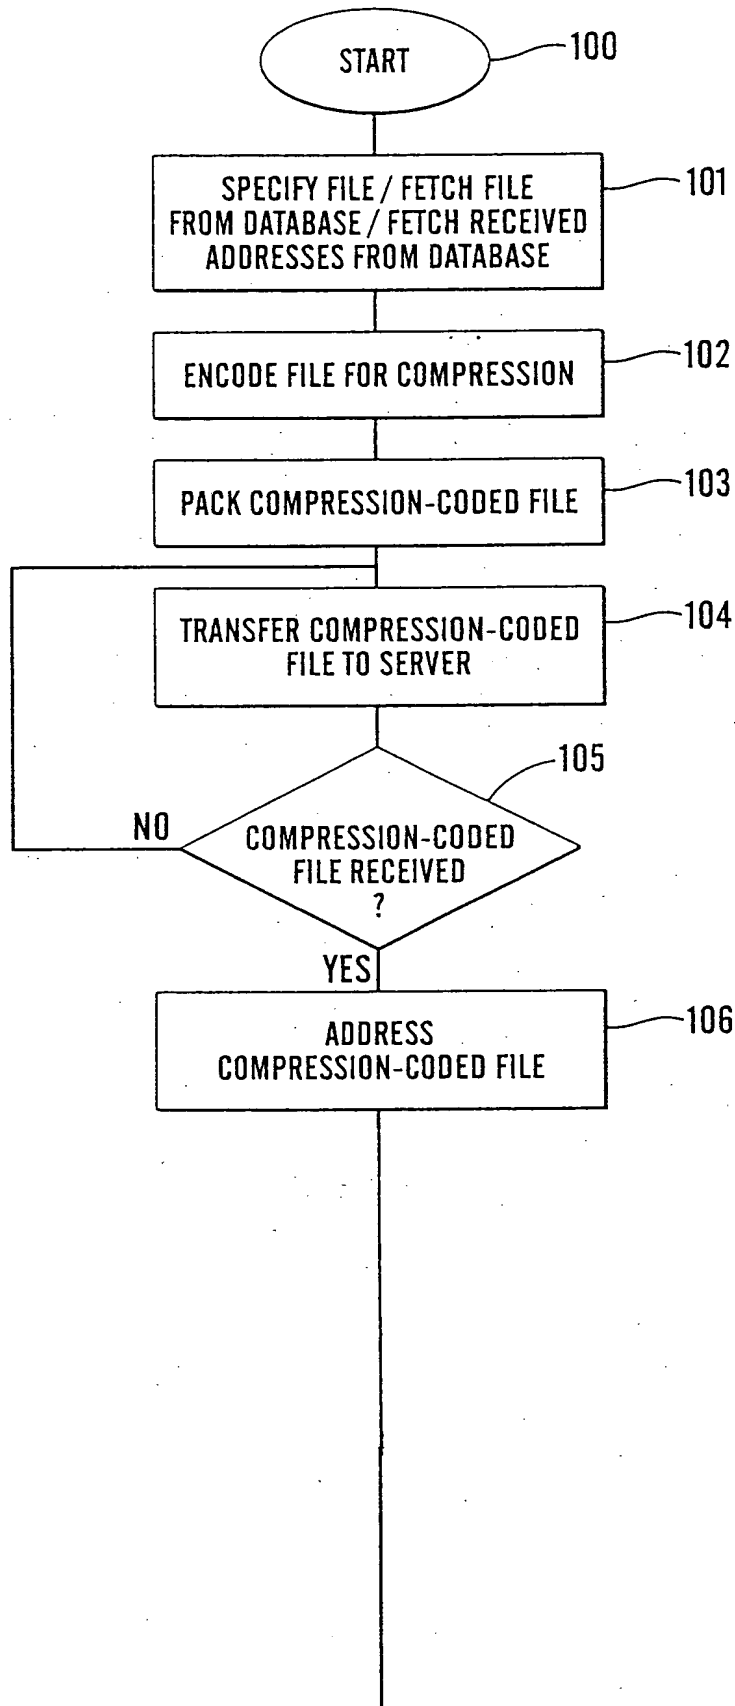 START
100
SPECIFY FILE / FETCH FILE
FROM DATABASE / FETCH RECEIVED
ADDRESSES FROM DATABASE
101
ENCODE FILE FOR COMPRESSION
102
PACK COMPRESSION-CODED FILE
103
TRANSFER COMPRESSION-CODED
FILE TO SERVER
104
COMPRESSION-CODED
FILE RECEIVED
?
105
NO
YES
ADDRESS
COMPRESSION-CODED FILE
106